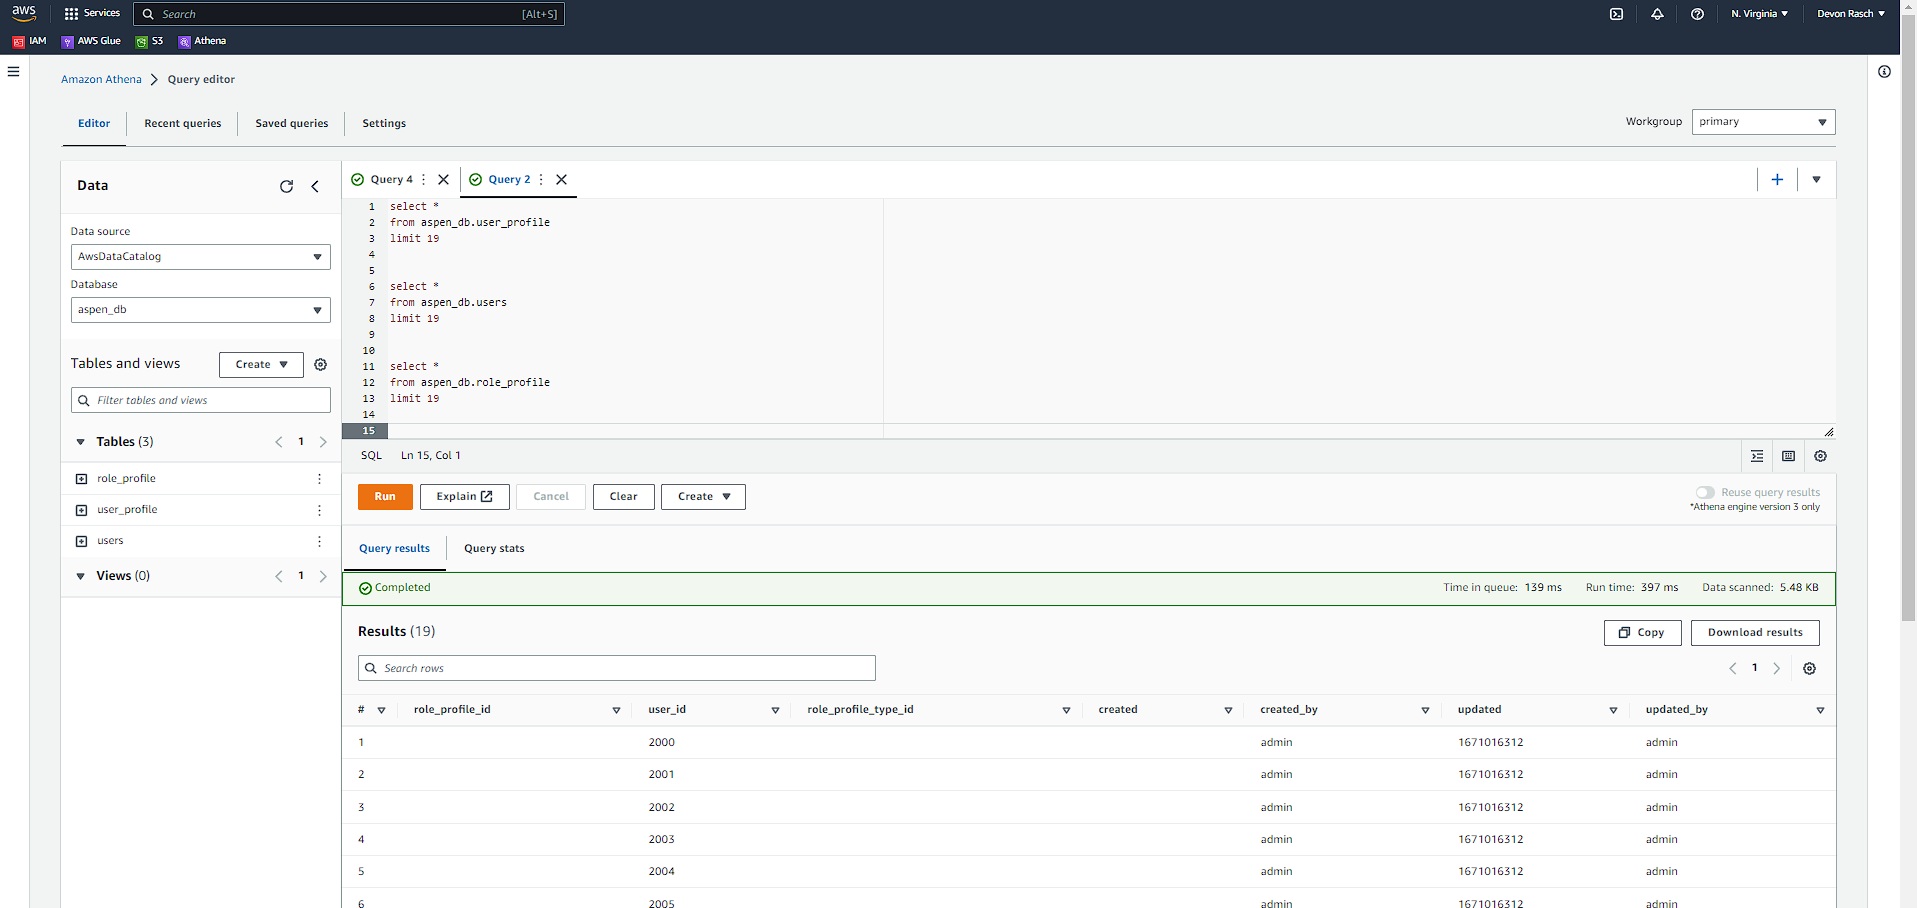 aws
Services
Search
[Alt+S]
N. Virginia
Devon Rasch
IAM
AWS Glue
S3
Athena
Amazon Athena
Query editor
Editor
Recent queries
Saved queries
Settings
Workgroup
primary
Data
Data source
AwsDataCatalog
Database
aspen_db
Tables and views
Create
Filter tables and views
Tables (3)
1
role_profile
user_profile
users
Views (0)
1
Query 4
Query 2
1 select *
2 from aspen_db.user_profile
3 limit 19
4
5
6 select *
7 from aspen_db.users
8 limit 19
9
10
11 select *
12 from aspen_db.role_profile
13 limit 19
14
15
SQL
Ln 15, Col 1
Run
Explain
Cancel
Clear
Create
Reuse query results
*Athena engine version 3 only
Query results
Query stats
Completed
Time in queue: 139 ms
Run time: 397 ms
Data scanned: 5.48 KB
Results (19)
Copy
Download results
Search rows
1
# role_profile_id user_id role_profile_type_id created created_by updated updated_by
1 2000 admin 1671016312 admin
2 2001 admin 1671016312 admin
3 2002 admin 1671016312 admin
4 2003 admin 1671016312 admin
5 2004 admin 1671016312 admin
6 2005 admin 1671016312 admin